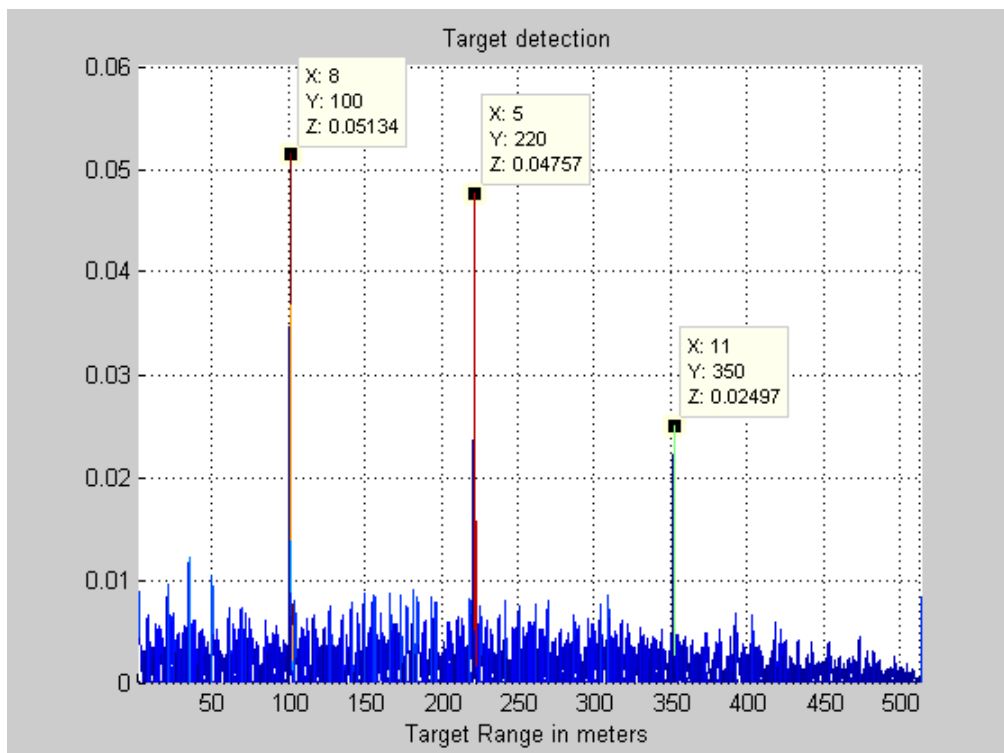 Target detection
0.06
0.05
0.04
0.03
0.02
0.01
0
X: 8
Y: 100
Z: 0.05134
X: 5
Y: 220
Z: 0.04757
X: 11
Y: 350
Z: 0.02497
50 100 150 200 250 300 350 400 450 500
Target Range in meters